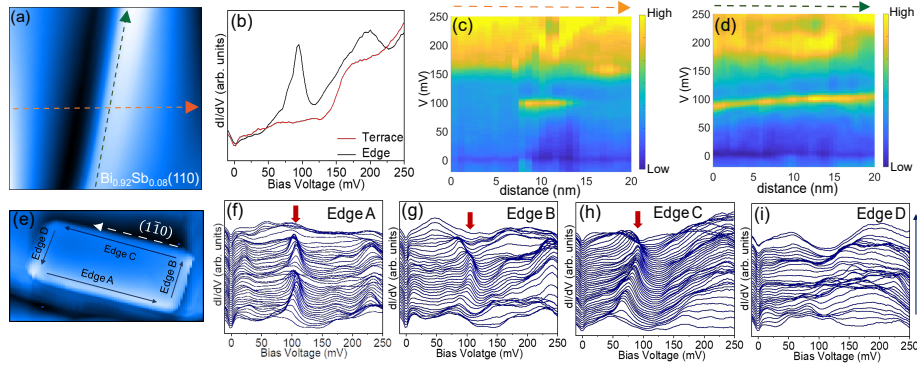 (a)
Bi0.92Sb0.08(110)
(b)
dI/dV (arb. units)
Terrace
Edge
0 50 100 150 200 250
Bias Voltage (mV)
(c)
High
Low
250
200
150
100
50
0
V (mV)
0 5 10 15 20
distance (nm)
(d)
High
Low
250
200
150
100
50
0
V (mV)
0 5 10 15 20
distance (nm)
(e)
(11̄0)
Edge D
Edge C
Edge B
Edge A
(f)
Edge A
dI/dV (arb. units)
0 50 100 150 200 250
Bias Voltage (mV)
(g)
Edge B
dI/dV (arb. units)
0 50 100 150 200 250
Bias Volatge (mV)
(h)
Edge C
dI/dV (arb. units)
0 50 100 150 200 250
Bias Voltage (mV)
(i)
Edge D
dI/dV (arb. units)
0 50 100 150 200 250
Bias Voltage (mV)